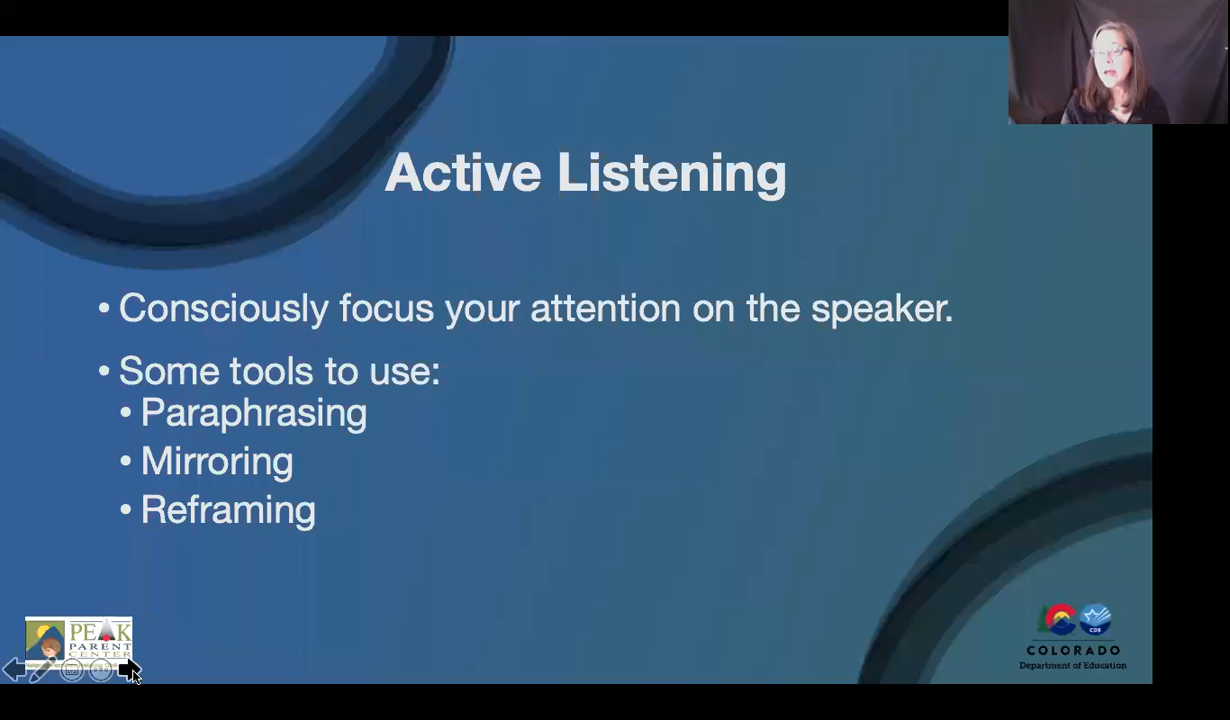 Active Listening
• Consciously focus your attention on the speaker.
• Some tools to use:
• Paraphrasing
• Mirroring
• Reframing
PEAK
PARENT
CENTER
CDE
COLORADO
Department of Education